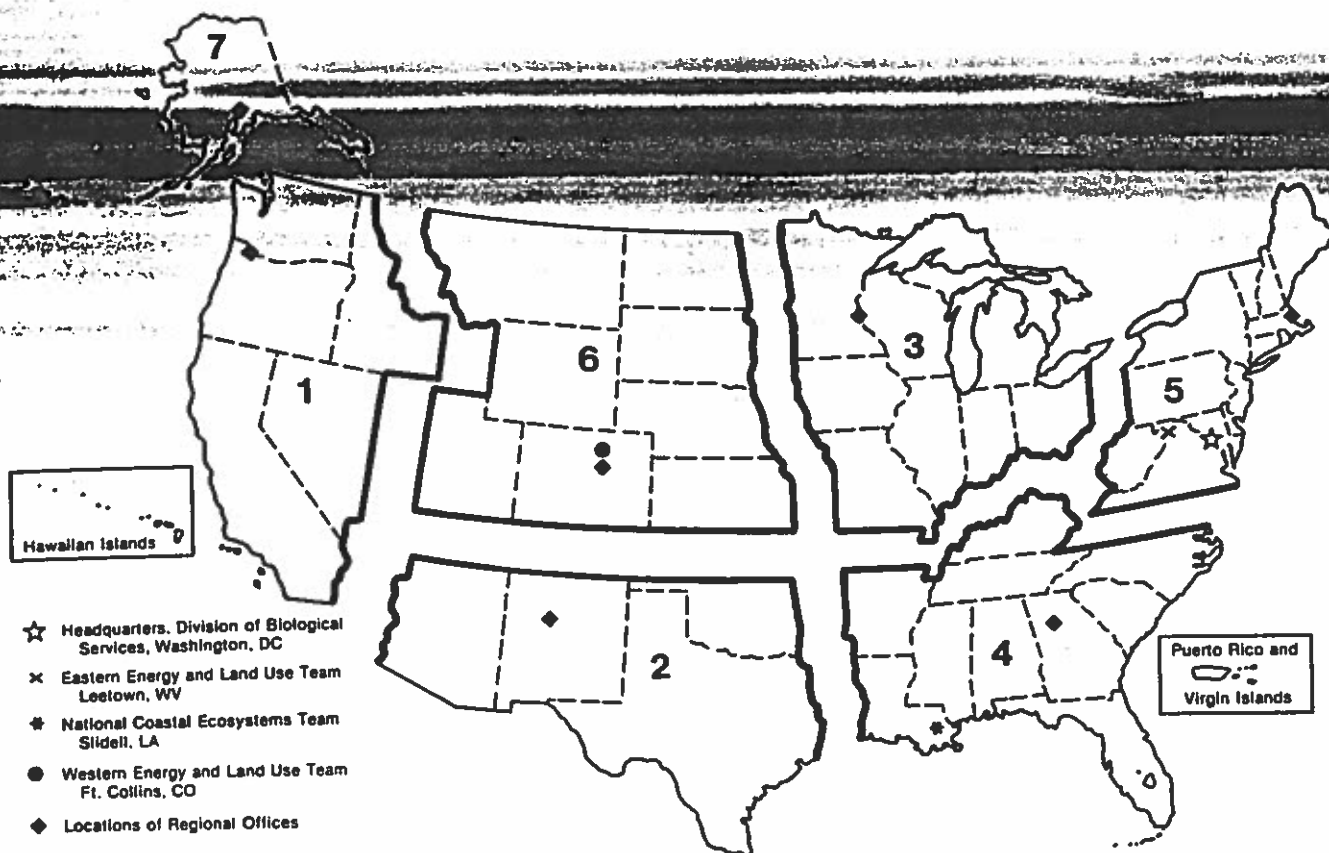 7
6
3
1
5
Hawaiian Islands
☆ Headquarters, Division of Biological
Services, Washington, DC
× Eastern Energy and Land Use Team
Leetown, WV
✱ National Coastal Ecosystems Team
Slidell, LA
● Western Energy and Land Use Team
Ft. Collins, CO
◆ Locations of Regional Offices
2
4
Puerto Rico and
Virgin Islands